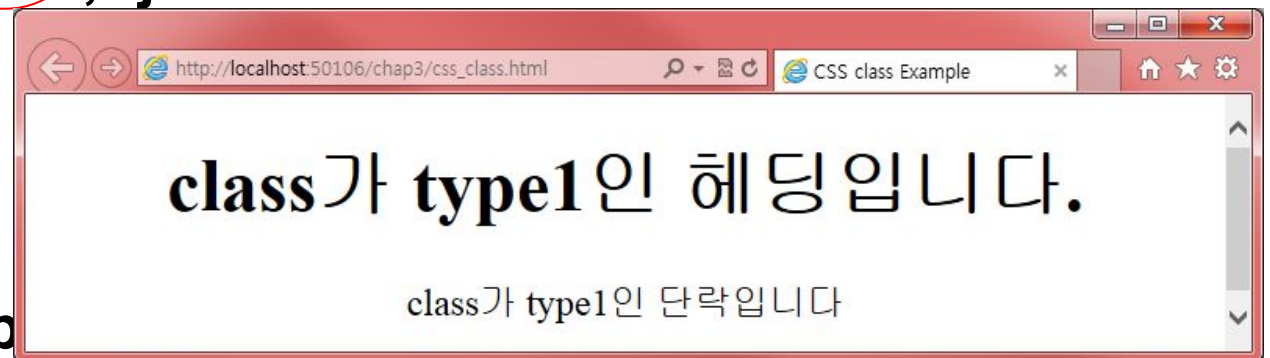 http://localhost:50106/chap3/css_class.html
CSS class Example
class가 type1인 헤딩입니다.
class가 type1인 단락입니다